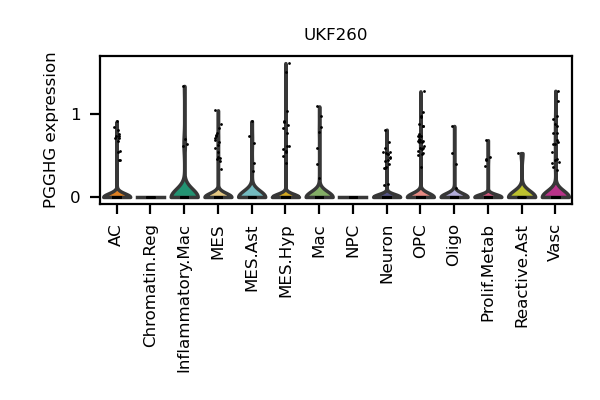 UKF260
PGGHG expression
1
0
AC
Chromatin.Reg
Inflammatory.Mac
MES
MES.Ast
MES.Hyp
Mac
NPC
Neuron
OPC
Oligo
Prolif.Metab
Reactive.Ast
Vasc